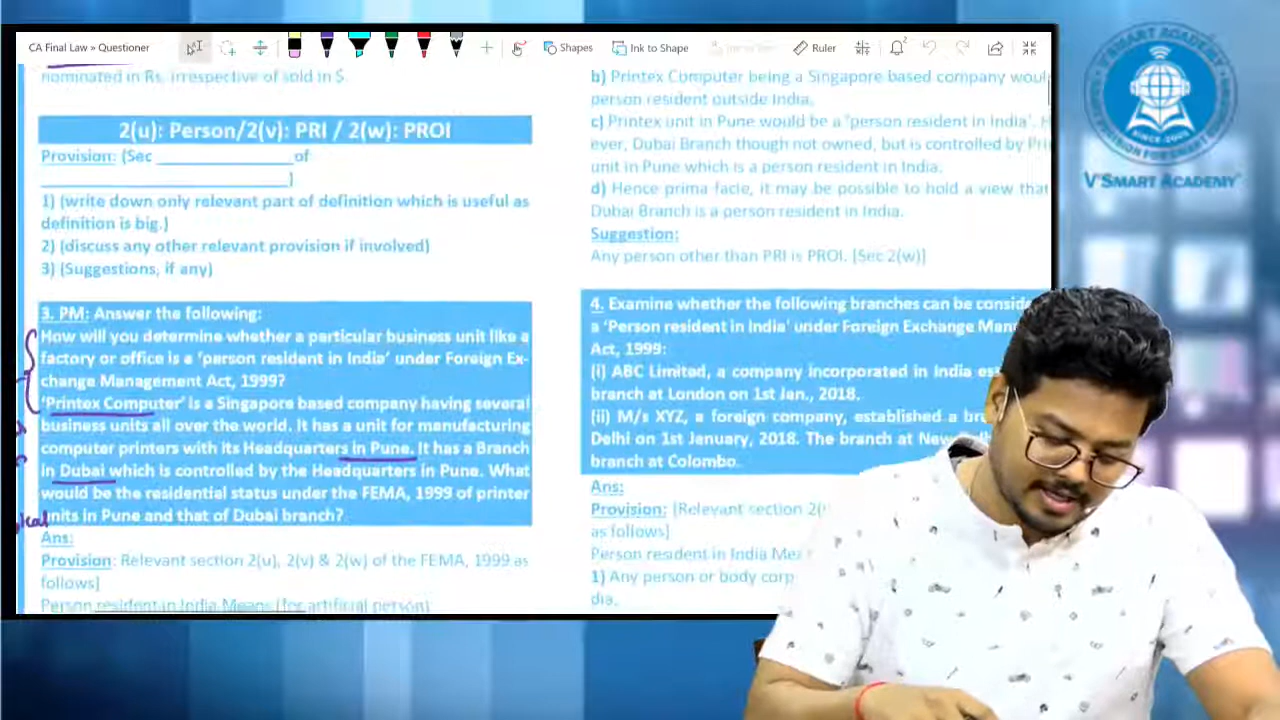 CA Final Law » Questioner
Shapes
Ink to Shape
Ruler
nominated in Rs. irrespective of sold in $.
2(u): Person/2(v): PRI / 2(w): PROI
Provision: (Sec ______________of
_________________________]
1) (write down only relevant part of definition which is useful as
definition is big.)
2) (discuss any other relevant provision if involved)
3) (Suggestions, if any)
3. PM: Answer the following:
How will you determine whether a particular business unit like a
factory or office is a 'person resident in India' under Foreign Ex-
change Management Act, 1999?
'Printex Computer' is a Singapore based company having several
business units all over the world. It has a unit for manufacturing
computer printers with its Headquarters in Pune. It has a Branch
in Dubai which is controlled by the Headquarters in Pune. What
would be the residential status under the FEMA, 1999 of printer
units in Pune and that of Dubai branch?
Ans:
Provision: Relevant section 2(u), 2(v) & 2(w) of the FEMA, 1999 as
follows]
Person resident in India Means (for artificial person)
b) Printex Computer being a Singapore based company
person resident outside India.
c) Printex unit in Pune would be a 'person resident in India'.
ever, Dubai Branch though not owned, but is controlled by
unit in Pune which is a person resident in India.
d) Hence prima facie, it may be possible to hold a view that
Dubai Branch is a person resident in India.
Suggestion:
Any person other than PRI is PROI. [Sec 2(w)]
4. Examine whether the following branches can be
a 'Person resident in India' under Foreign Exchange
Act, 1999:
(i) ABC Limited, a company incorporated in India
branch at London on 1st Jan., 2018.
(ii) M/s XYZ, a foreign company, established a
Delhi on 1st January, 2018. The branch at New
branch at Colombo.
Ans:
Provision: [Relevant section
as follows]
Person resident in India
1) Any person or body corp
dia.
V'SMART ACADEMY
SINCE-2005
V'SMART ACADEMY